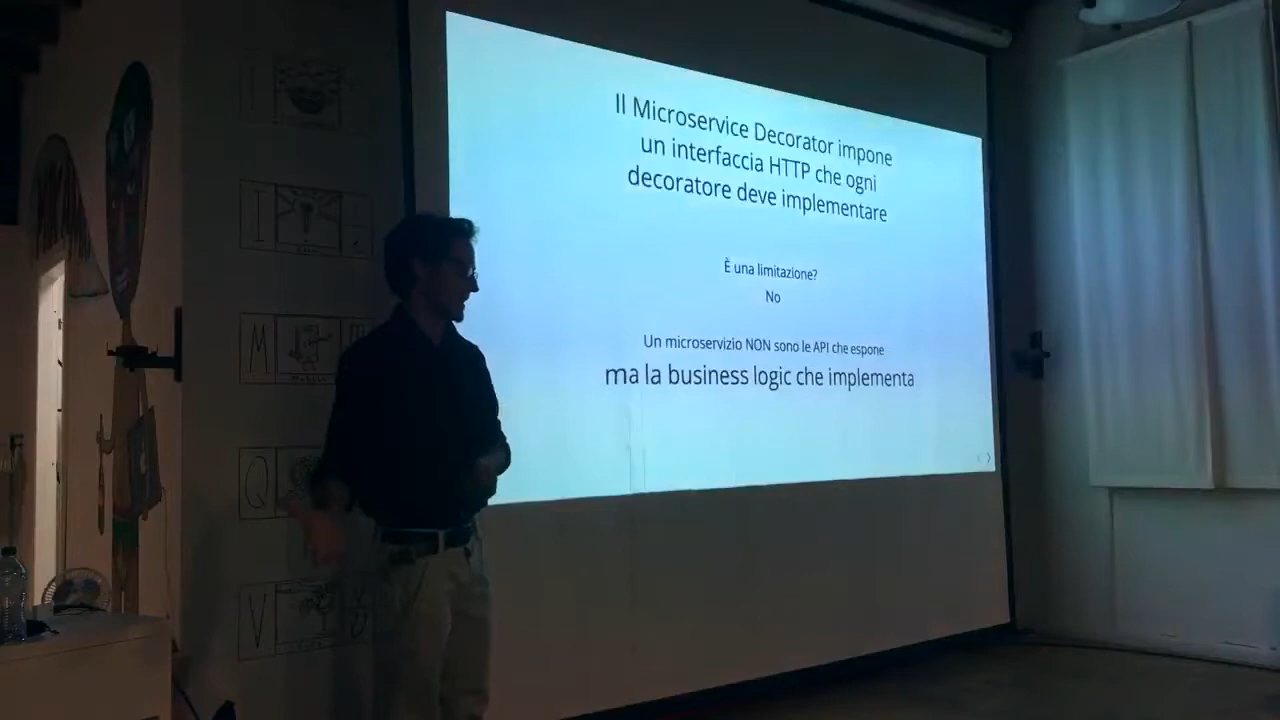 Il Microservice Decorator impone
un interfaccia HTTP che ogni
decoratore deve implementare
È una limitazione?
No
Un microservizio NON sono le API che espone
ma la business logic che implementa
I
M
Q
V